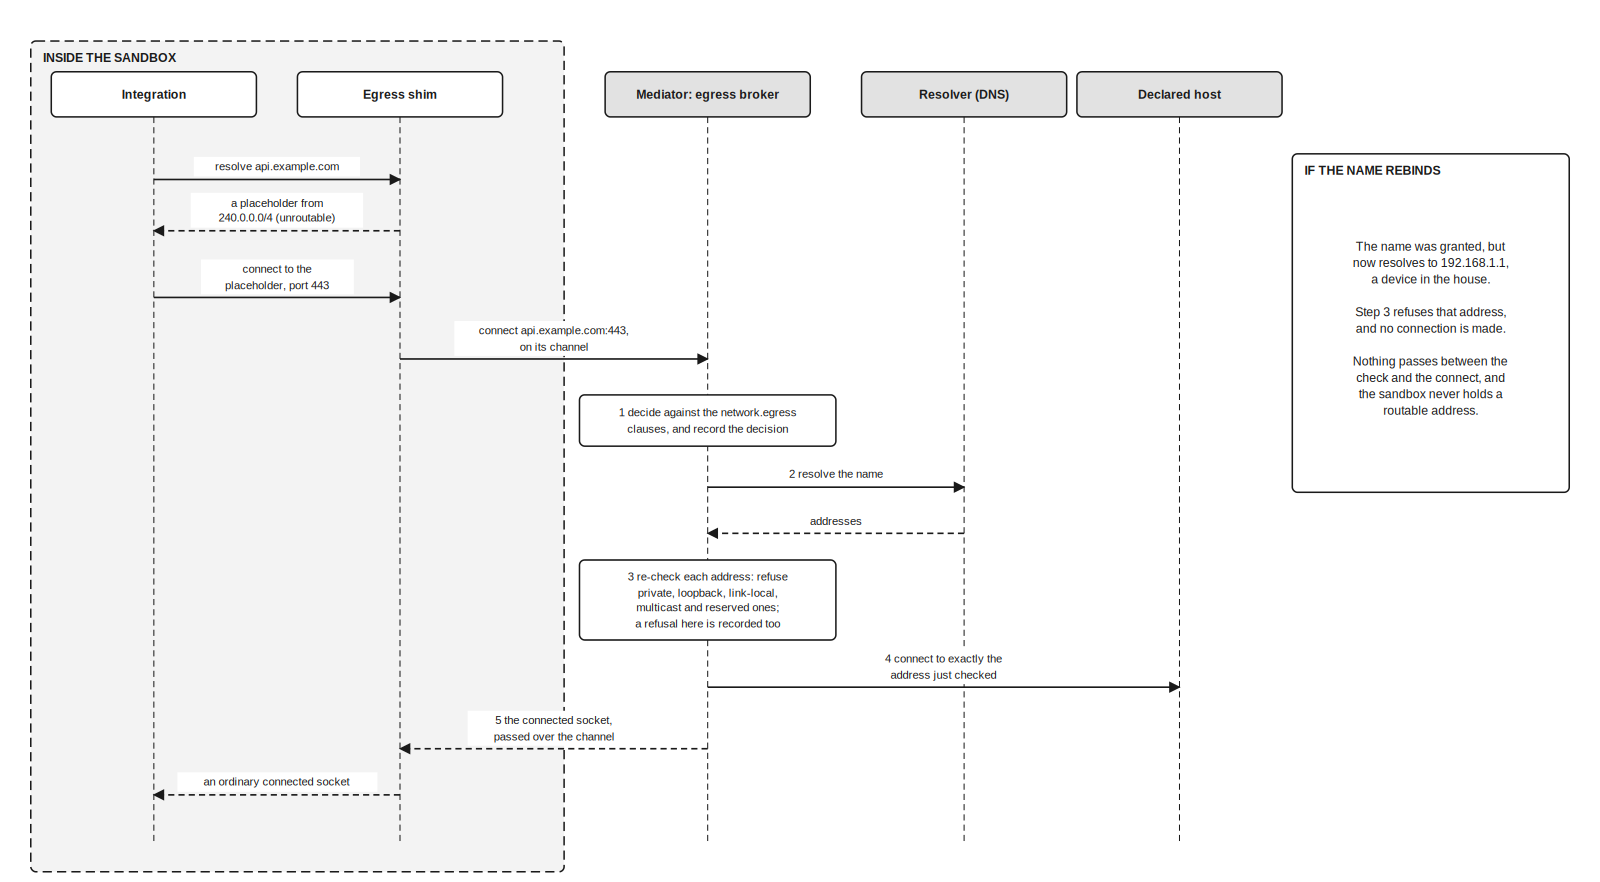 INSIDE THE SANDBOX
Integration
Egress shim
Mediator: egress broker
Resolver (DNS)
Declared host
resolve api.example.com
a placeholder from
240.0.0.0/4 (unroutable)
connect to the
placeholder, port 443
connect api.example.com:443,
on its channel
1 decide against the network.egress
clauses, and record the decision
2 resolve the name
addresses
3 re-check each address: refuse
private, loopback, link-local,
multicast and reserved ones;
a refusal here is recorded too
4 connect to exactly the
address just checked
5 the connected socket,
passed over the channel
an ordinary connected socket
IF THE NAME REBINDS
The name was granted, but
now resolves to 192.168.1.1,
a device in the house.
Step 3 refuses that address,
and no connection is made.
Nothing passes between the
check and the connect, and
the sandbox never holds a
routable address.